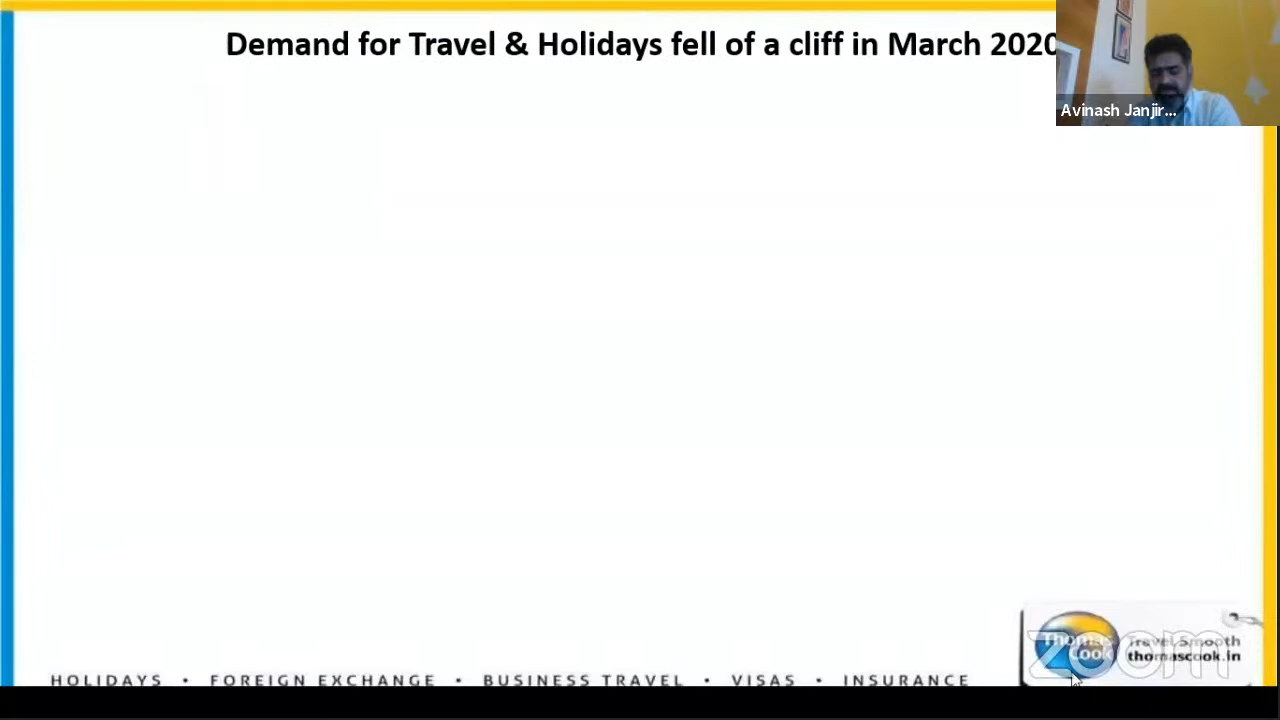 Demand for Travel & Holidays fell of a cliff in March 2020
Avinash Janjir...
Thomas Cook
Travel Smooth
thomascook.in
zoom
HOLIDAYS • FOREIGN EXCHANGE • BUSINESS TRAVEL • VISAS • INSURANCE